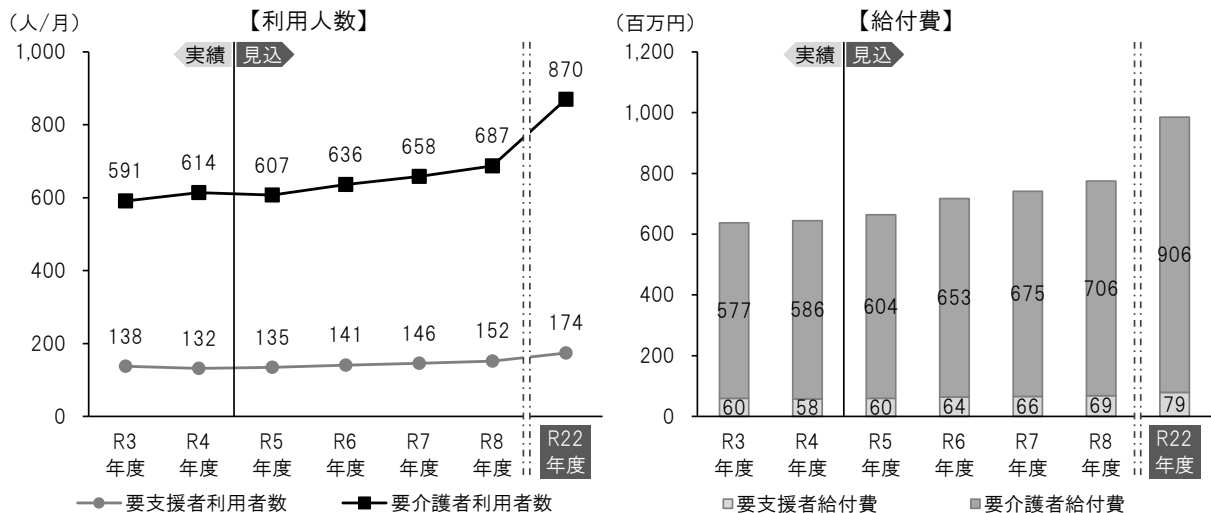 (人/月)
【利用人数】
実績 見込
1,000
800
600
400
200
0
591 614 607 636 658 687 870
138 132 135 141 146 152 174
R3 R4 R5 R6 R7 R8 R22
年度 年度 年度 年度 年度 年度 年度
要支援者利用者数 要介護者利用者数
(百万円)
【給付費】
実績 見込
1,200
1,000
800
600
400
200
0
577 586 604 653 675 706 906
60 58 60 64 66 69 79
R3 R4 R5 R6 R7 R8 R22
年度 年度 年度 年度 年度 年度 年度
要支援者給付費 要介護者給付費